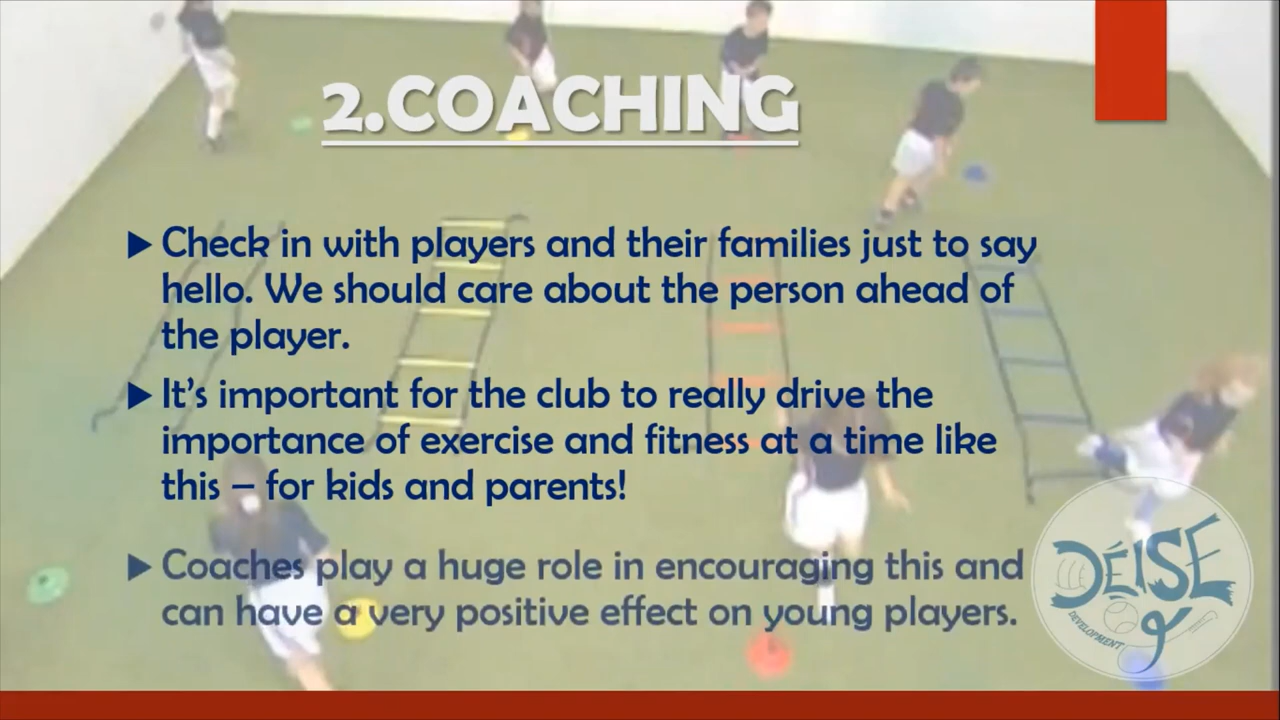 2.COACHING
Check in with players and their families just to say
hello. We should care about the person ahead of
the player.
It's important for the club to really drive the
importance of exercise and fitness at a time like
this – for kids and parents!
Coaches play a huge role in encouraging this and
can have a very positive effect on young players.
DÉISE
DEVELOPMENT